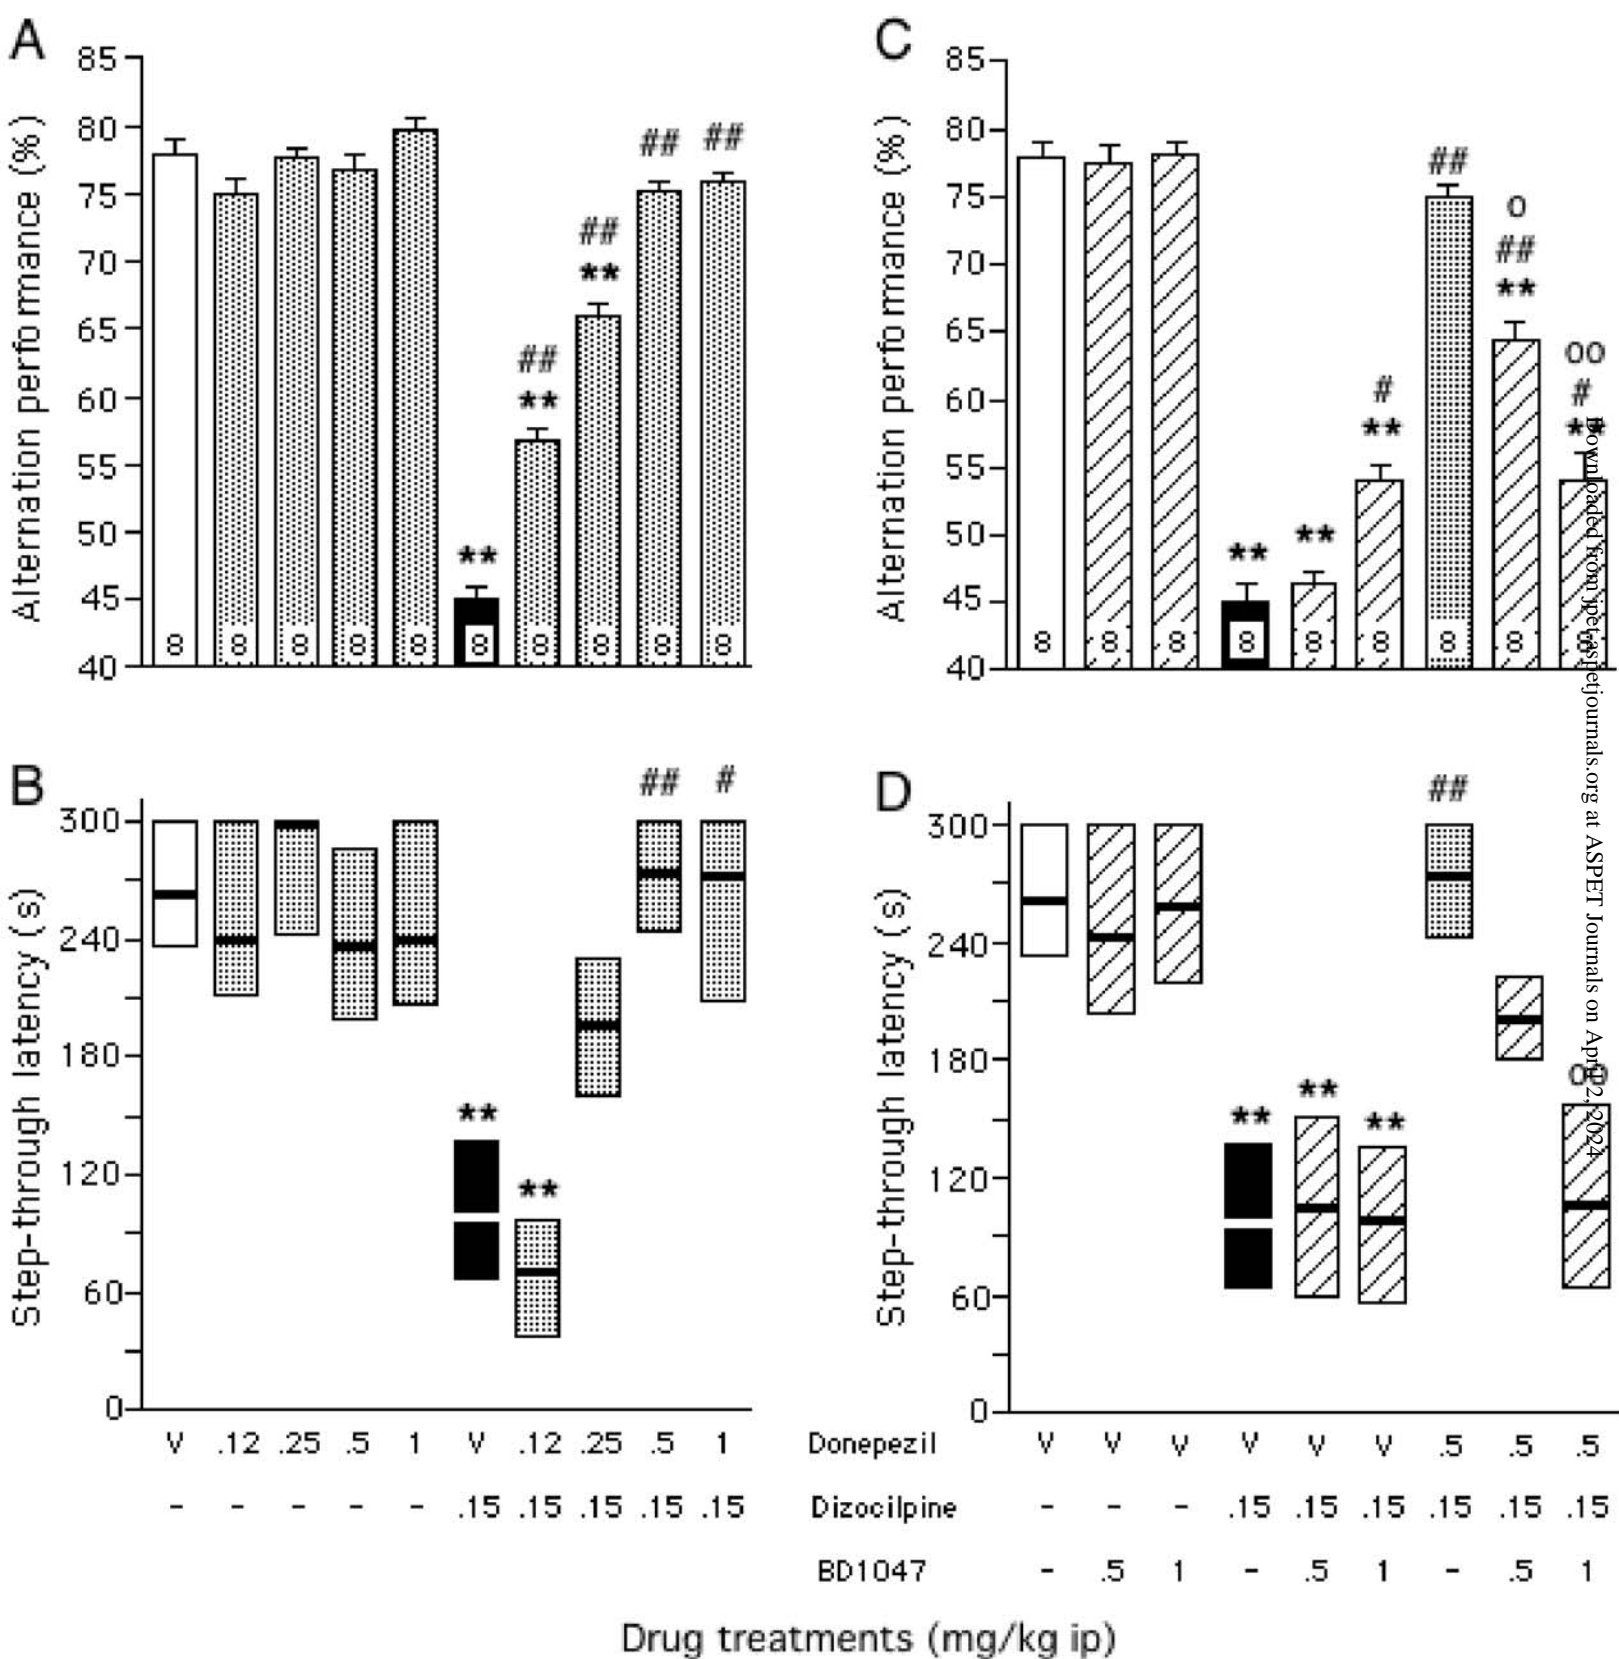 A
C
Alternation performance (%)
85
80
75
70
65
60
55
50
45
40
** ** ** 
## ## ## ##
8 8 8 8 8 8 8 8 8 8
Alternation performance (%)
85
80
75
70
65
60
55
50
45
40
** ** ** ** **
# ## ## #
o oo
8 8 8 8 8 8 8 8 8
B
D
Step-through latency (s)
300
240
180
120
60
0
** ** ## #
Step-through latency (s)
300
240
180
120
60
0
** ** ** ## oo
V .12 .25 .5 1 V .12 .25 .5 1 Donepezil V V V V V V .5 .5 .5
- - - - - .15 .15 .15 .15 .15 Dizocilpine - - - .15 .15 .15 .15 .15 .15
BD1047 - .5 1 - .5 1 - .5 1
Drug treatments (mg/kg ip)
Downloaded from jpet.aspetjournals.org at ASPET Journals on April 2, 2024